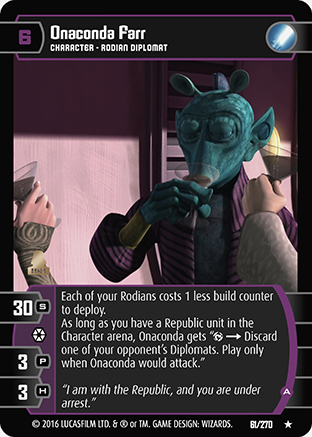 6
Onaconda Farr
CHARACTER - RODIAN DIPLOMAT
30 S
3 P
3 H
Each of your Rodians costs 1 less build counter
to deploy.
As long as you have a Republic unit in the
Character arena, Onaconda gets “ → Discard
one of your opponent's Diplomats. Play only
when Onaconda would attack.”
“I am with the Republic, and you are under
arrest.”
A
© 2016 LUCASFILM LTD. & ® or TM. GAME DESIGN: WIZARDS. 61/270 ★